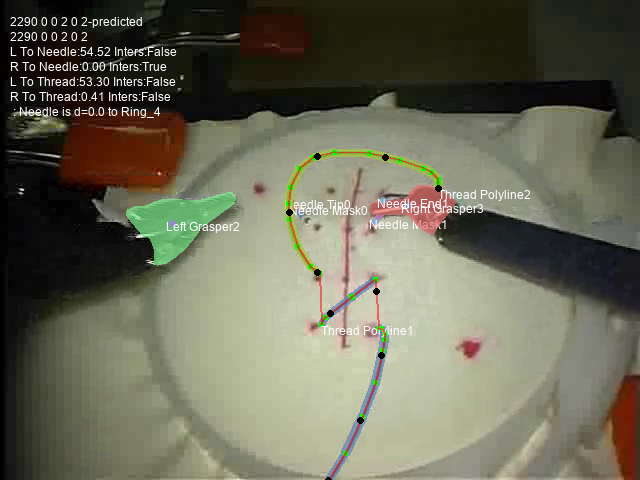 2290 0 0 2 0 2-predicted
2290 0 0 2 0 2
L To Needle:54.52 Inters:False
R To Needle:0.00 Inters:True
L To Thread:53.30 Inters:False
R To Thread:0.41 Inters:False
Needle is d=0.0 to Ring_4
Thread Polyline2
Needle Tip0
Needle End1
Needle Mask0
Right Grasper3
Left Grasper2
Needle Mask1
Thread Polyline1